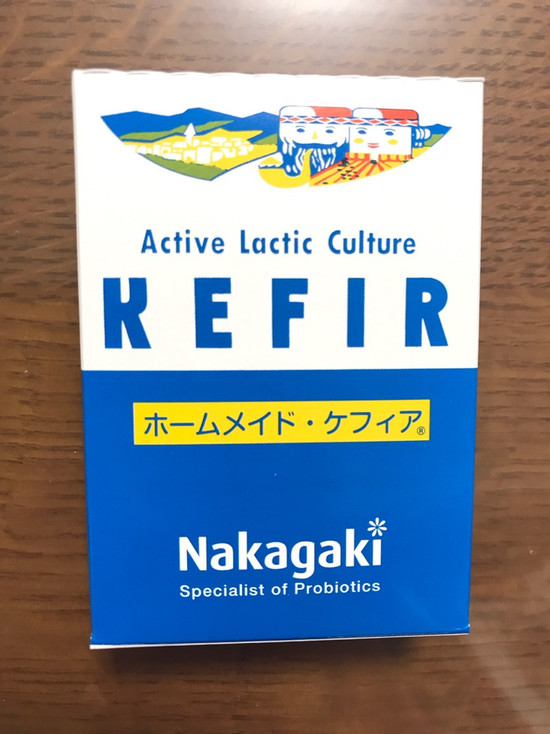 Active Lactic Culture
KEFIR
ホームメイド・ケフィア®
Nakagaki
Specialist of Probiotics